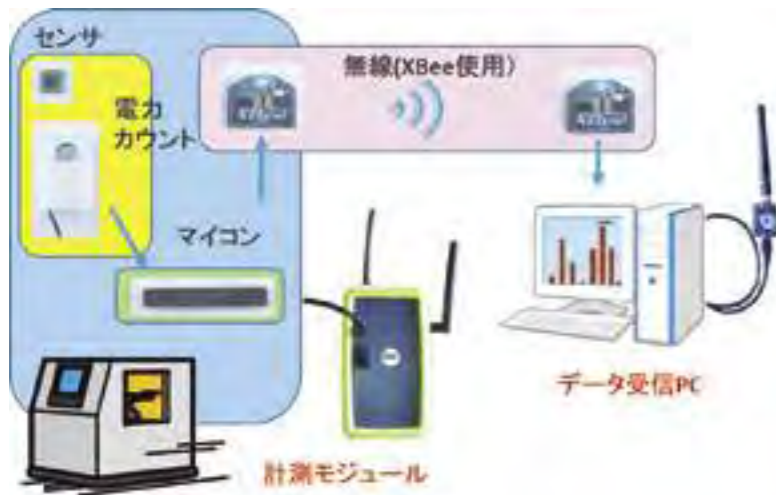 センサ
無線(XBee使用)
電力
カウント
マイコン
データ受信PC
計測モジュール